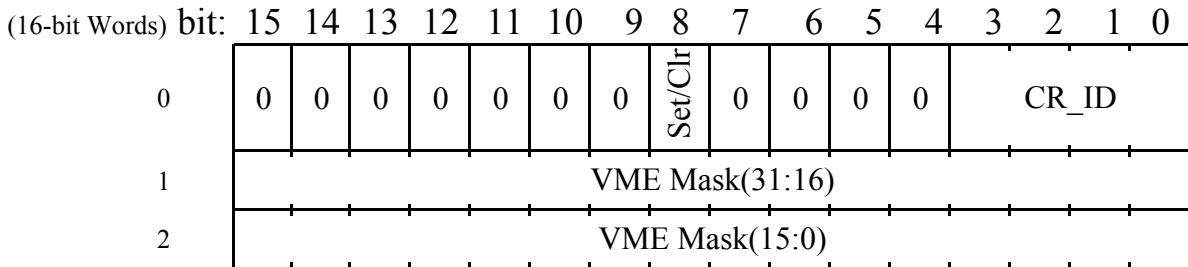 (16-bit Words) bit: 15 14 13 12 11 10 9 8 7 6 5 4 3 2 1 0
0 0 0 0 0 0 0 0 Set/Clr 0 0 0 0 CR_ID
1 VME Mask(31:16)
2 VME Mask(15:0)